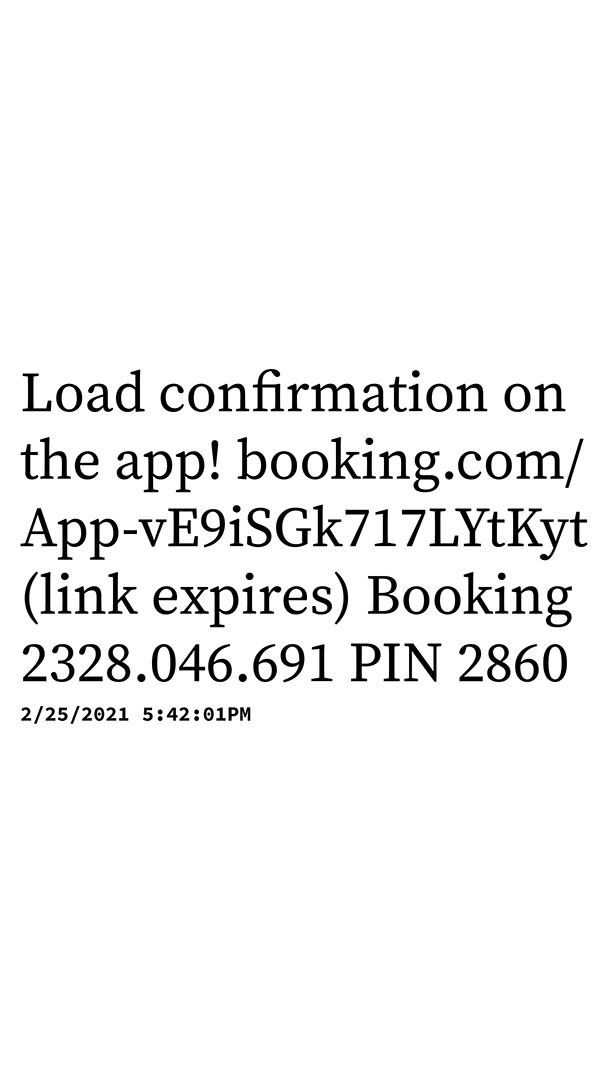 Load confirmation on
the app! booking.com/
App-vE9iSGk717LYtKyt
(link expires) Booking
2328.046.691 PIN 2860
2/25/2021 5:42:01PM